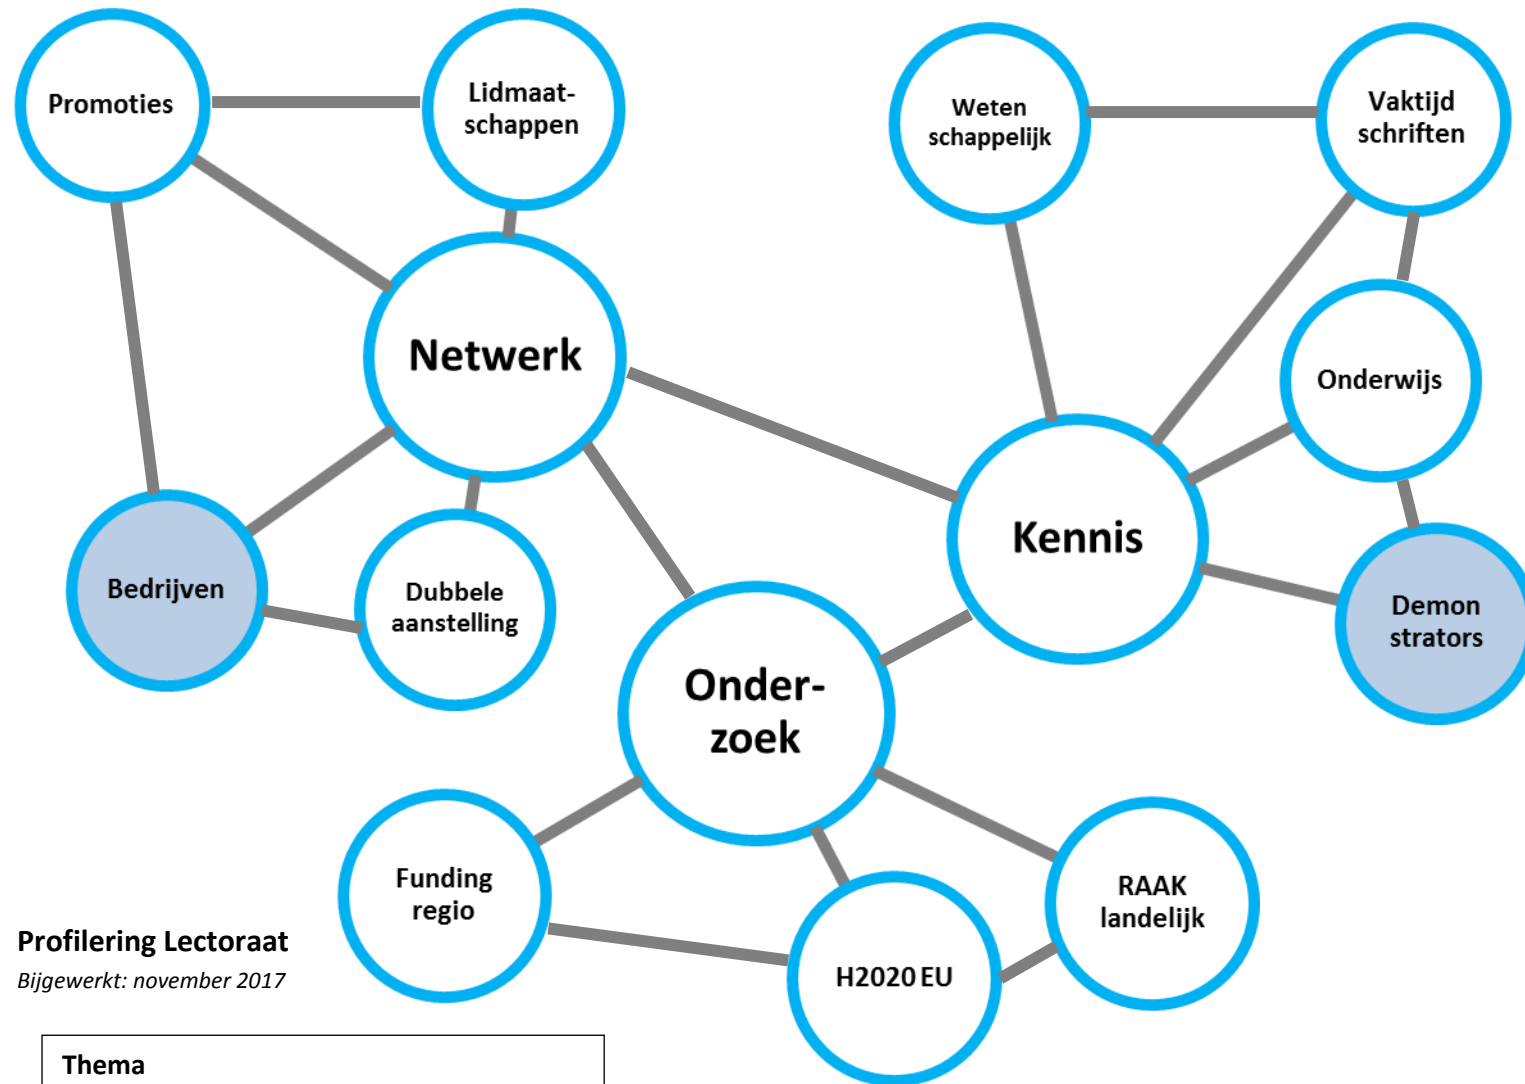 Promoties
Lidmaat-
schappen
Weten
schappelijk
Vaktijd
schriften
Netwerk
Onderwijs
Kennis
Bedrijven
Dubbele
aanstelling
Demon
strators
Onder-
zoek
Funding
regio
RAAK
landelijk
H2020 EU
Profilering Lectoraat
Bijgewerkt: november 2017
Thema